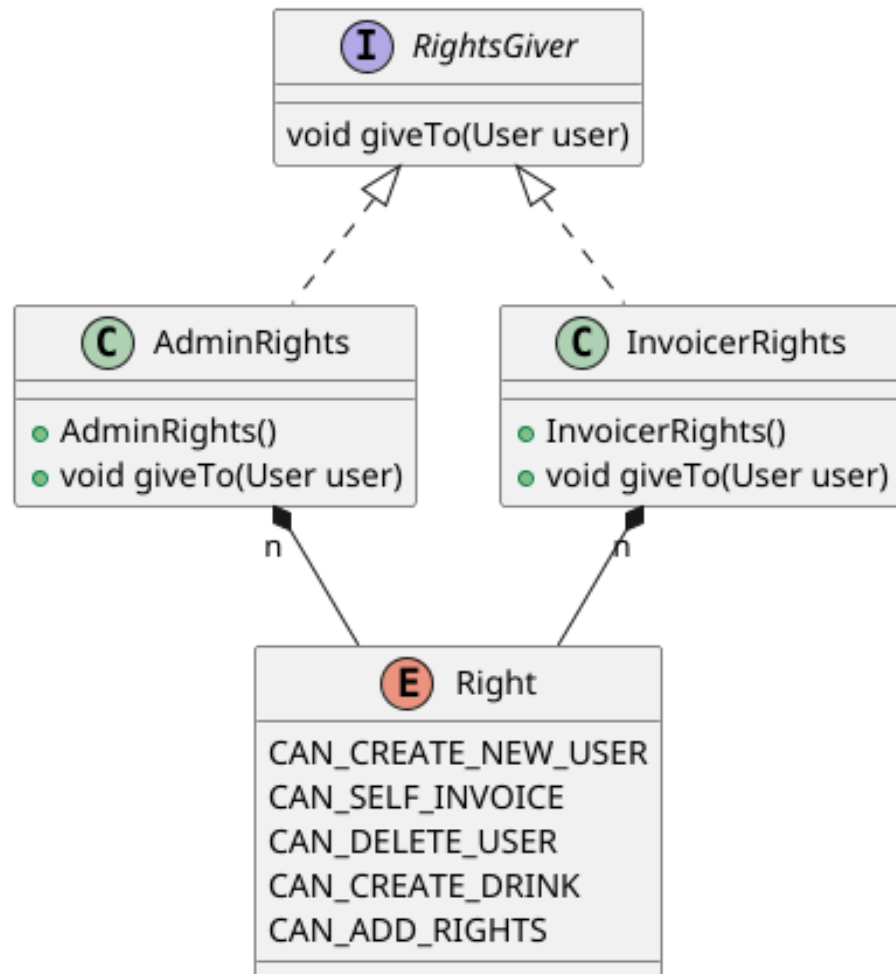 I RightsGiver
void giveTo(User user)
C AdminRights
AdminRights()
void giveTo(User user)
C InvoicerRights
InvoicerRights()
void giveTo(User user)
n
n
E Right
CAN_CREATE_NEW_USER
CAN_SELF_INVOICE
CAN_DELETE_USER
CAN_CREATE_DRINK
CAN_ADD_RIGHTS